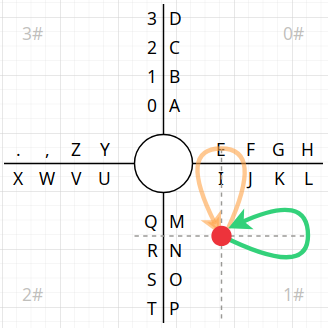 3 D
3# 0#
2 C
1 B
0 A
. , Z Y E F G H
X W V U I J K L
Q M
R N
S O
2# 1#
T P